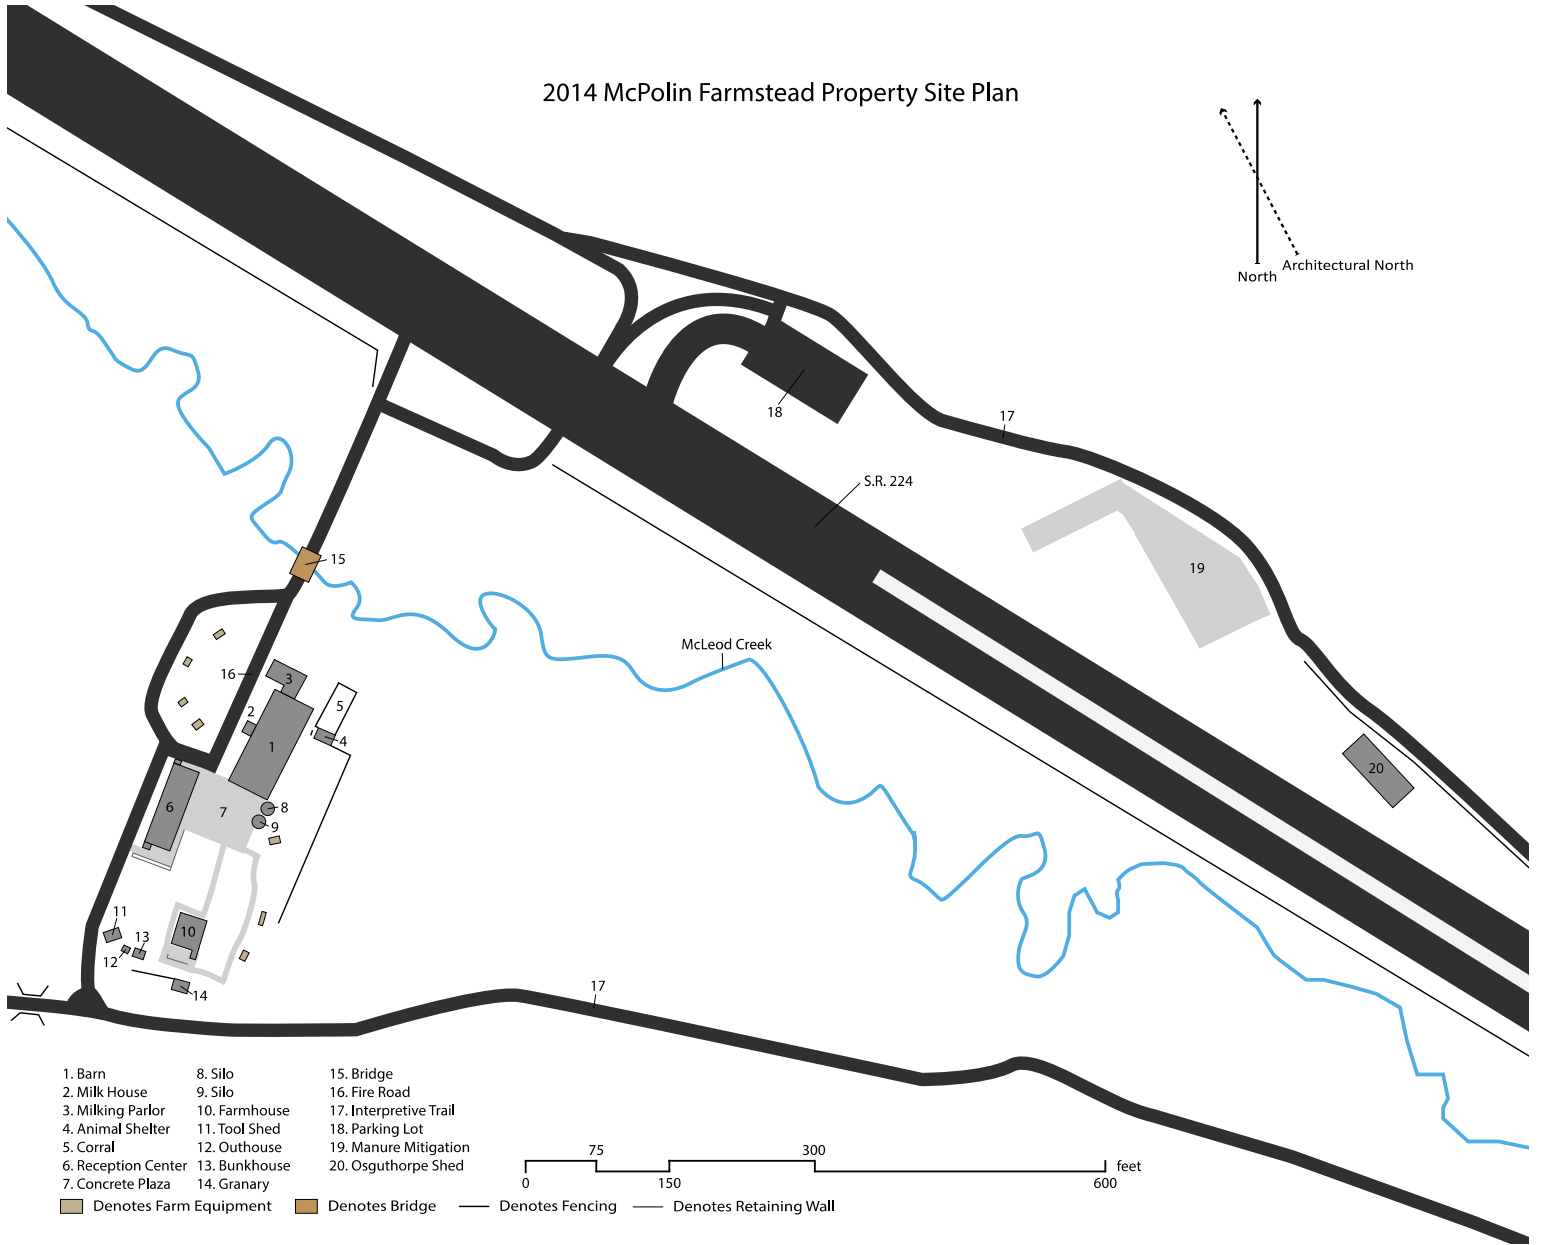 2014 McPolin Farmstead Property Site Plan
North
Architectural North
18
17
S.R. 224
15
19
McLeod Creek
16
3
5
2
1
4
20
6
7
8
9
11
10
13
12
14
17
1. Barn
2. Milk House
3. Milking Parlor
4. Animal Shelter
5. Corral
6. Reception Center
7. Concrete Plaza
8. Silo
9. Silo
10. Farmhouse
11. Tool Shed
12. Outhouse
13. Bunkhouse
14. Granary
15. Bridge
16. Fire Road
17. Interpretive Trail
18. Parking Lot
19. Manure Mitigation
20. Osguthorpe Shed
75
300
feet
0
150
600
Denotes Farm Equipment
Denotes Bridge
Denotes Fencing
Denotes Retaining Wall